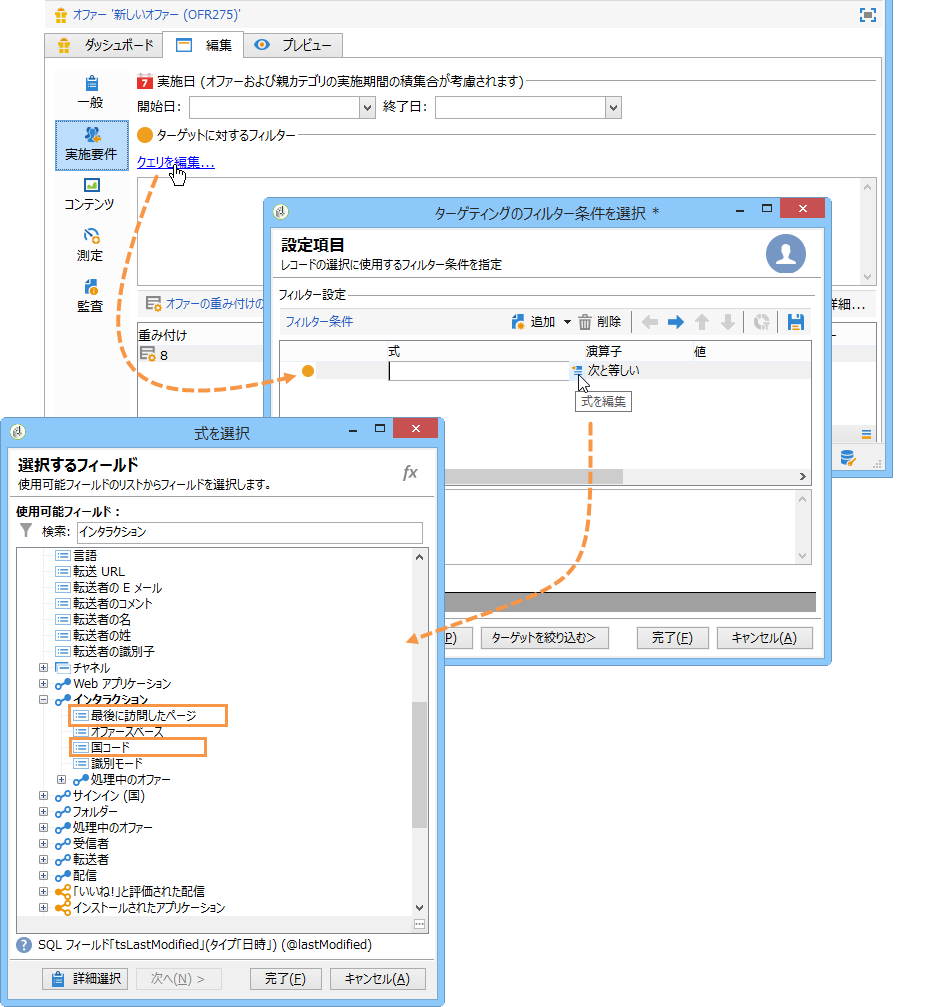 オファー '新しいオファー (OFR275)'
ダッシュボード
編集
プレビュー
一般
7 実施日 (オファーおよび親カテゴリの実施期間の積集合が考慮されます)
開始日:
終了日:
実施要件
ターゲットに対するフィルター
クエリを編集...
コンテンツ
測定
監査
オファーの重み付けの
詳細...
重み付け
8
ターゲティングのフィルター条件を選択 *
設定項目
レコードの選択に使用するフィルター条件を指定
フィルター設定
フィルター条件
追加
削除
式
演算子
値
次と等しい
式を編集
P)
ターゲットを絞り込む>
完了(F)
キャンセル(A)
式を選択
選択するフィールド
使用可能フィールドのリストからフィールドを選択します。
fx
使用可能フィールド :
検索:
インタラクション
言語
転送 URL
転送者の E メール
転送者のコメント
転送者の名
転送者の姓
転送者の識別子
チャネル
Web アプリケーション
インタラクション
最後に訪問したページ
オファースペース
国コード
識別モード
処理中のオファー
サインイン (国)
フォルダー
処理中のオファー
受信者
転送者
配信
「いいね!」と評価された配信
インストールされたアプリケーション
SQL フィールド「tsLastModified」(タイプ「日時」) (@lastModified)
詳細選択
次へ(N) >
完了(F)
キャンセル(A)